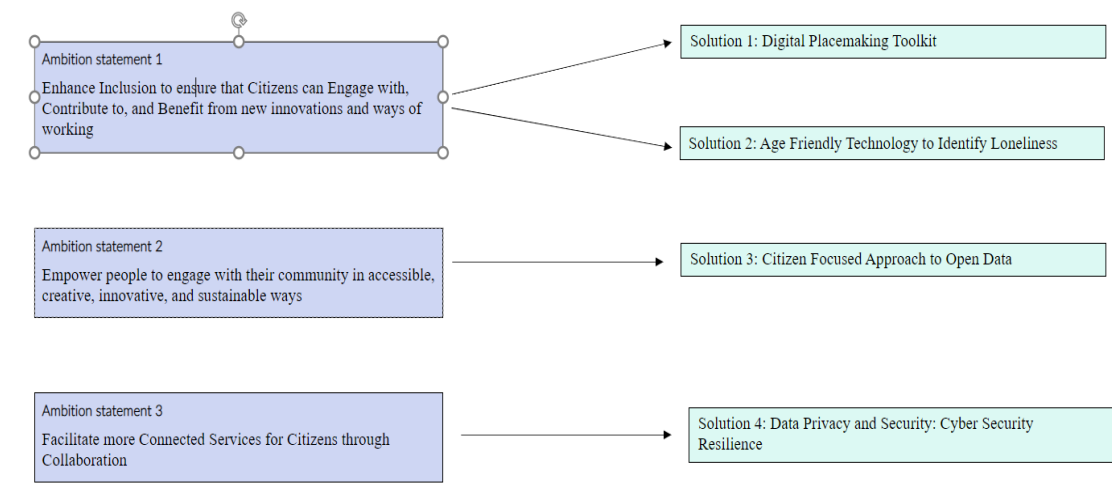 Ambition statement 1
Enhance Inclusion to ensure that Citizens can Engage with,
Contribute to, and Benefit from new innovations and ways of
working
Solution 1: Digital Placemaking Toolkit
Solution 2: Age Friendly Technology to Identify Loneliness
Ambition statement 2
Empower people to engage with their community in accessible,
creative, innovative, and sustainable ways
Solution 3: Citizen Focused Approach to Open Data
Ambition statement 3
Facilitate more Connected Services for Citizens through
Collaboration
Solution 4: Data Privacy and Security: Cyber Security
Resilience